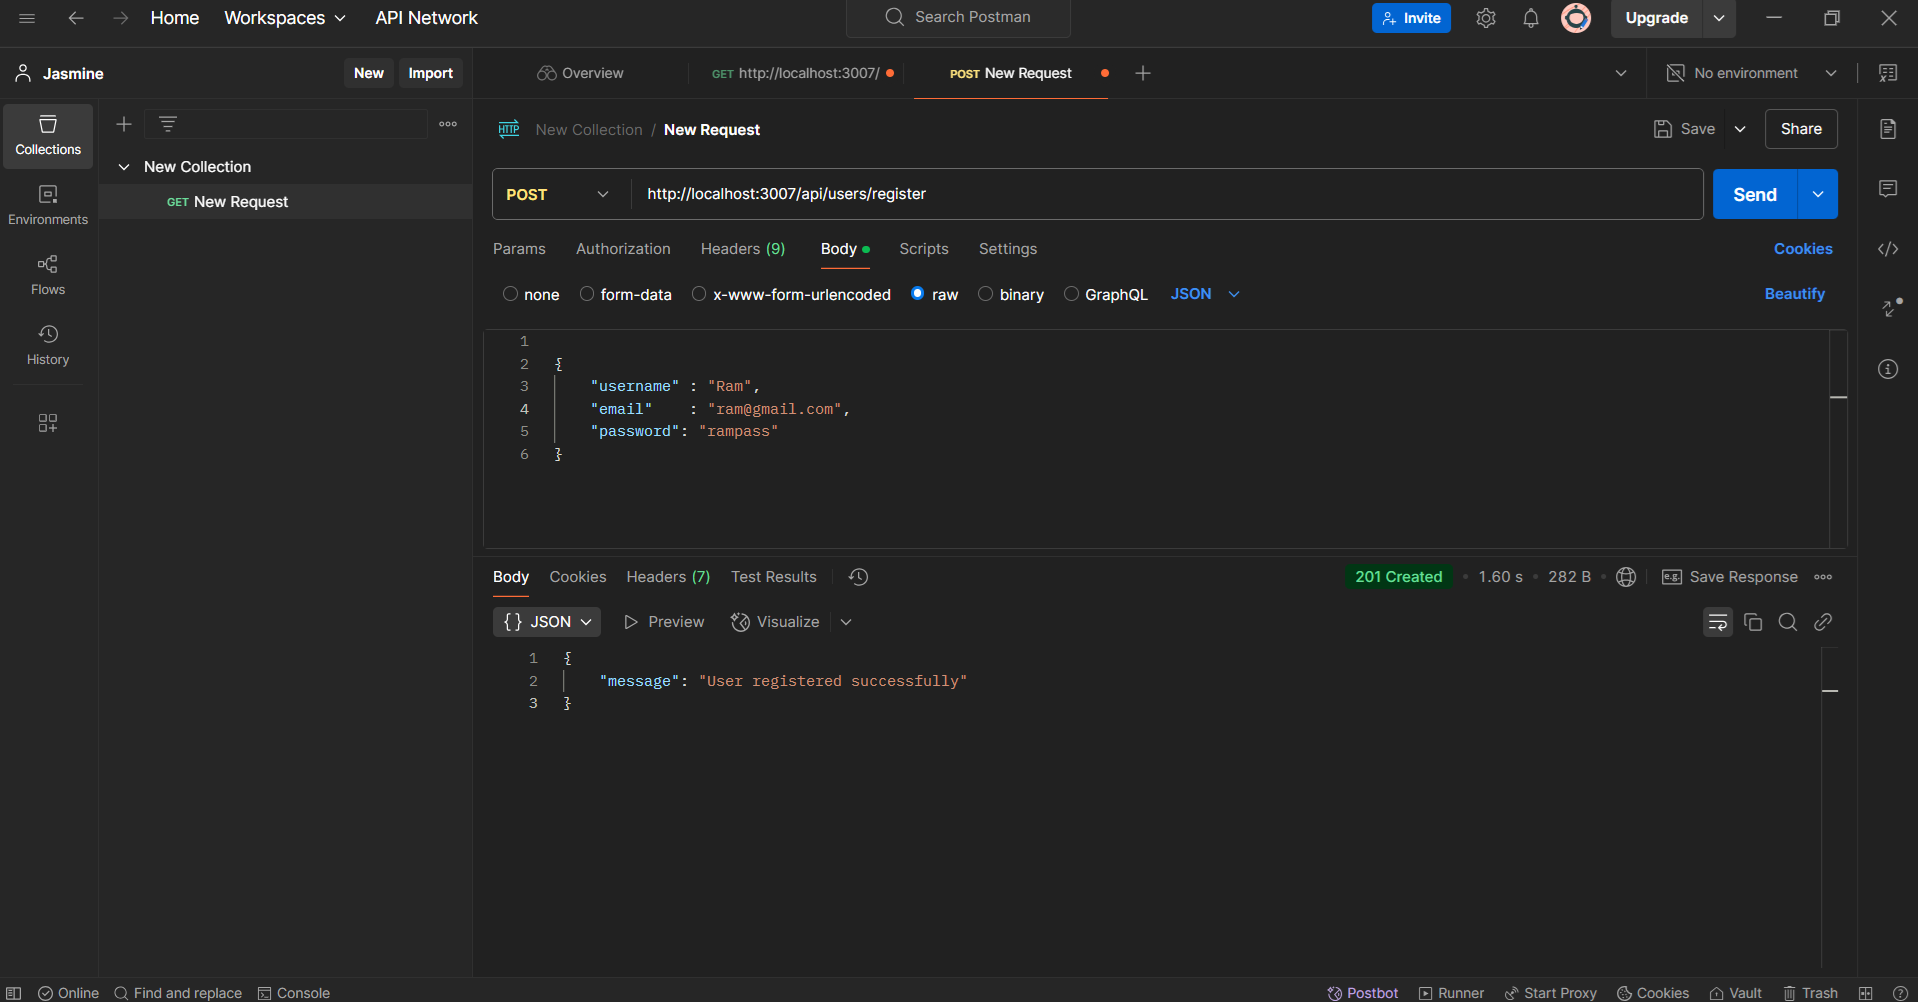 Home Workspaces API Network Search Postman Invite Upgrade
Jasmine New Import Overview GET http://localhost:3007/ POST New Request No environment
Collections
Environments
Flows
History
New Collection
GET New Request
HTTP New Collection / New Request Save Share
POST http://localhost:3007/api/users/register Send
Params Authorization Headers (9) Body Scripts Settings Cookies
none form-data x-www-form-urlencoded raw binary GraphQL JSON Beautify
1
2 {
3 "username" : "Ram",
4 "email" : "ram@gmail.com",
5 "password": "rampass"
6 }
Body Cookies Headers (7) Test Results 201 Created • 1.60 s • 282 B • e.g. Save Response
{} JSON Preview Visualize
1 {
2 "message": "User registered successfully"
3 }
Online Find and replace Console Postbot Runner Start Proxy Cookies Vault Trash